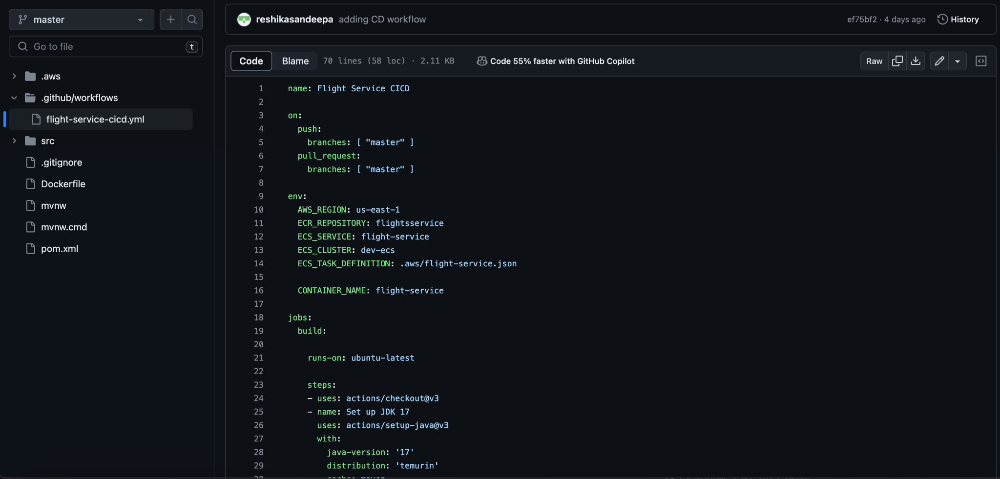 master
Go to file
t
.aws
.github/workflows
flight-service-cicd.yml
src
.gitignore
Dockerfile
mvnw
mvnw.cmd
pom.xml
reshikasandeepa adding CD workflow
ef75bf2 · 4 days ago
History
Code
Blame
70 lines (58 loc) · 2.11 KB
Code 55% faster with GitHub Copilot
Raw
1 name: Flight Service CICD
2
3 on:
4 push:
5 branches: [ "master" ]
6 pull_request:
7 branches: [ "master" ]
8
9 env:
10 AWS_REGION: us-east-1
11 ECR_REPOSITORY: flightsservice
12 ECS_SERVICE: flight-service
13 ECS_CLUSTER: dev-ecs
14 ECS_TASK_DEFINITION: .aws/flight-service.json
15
16 CONTAINER_NAME: flight-service
17
18 jobs:
19 build:
20
21 runs-on: ubuntu-latest
22
23 steps:
24 - uses: actions/checkout@v3
25 - name: Set up JDK 17
26 uses: actions/setup-java@v3
27 with:
28 java-version: '17'
29 distribution: 'temurin'